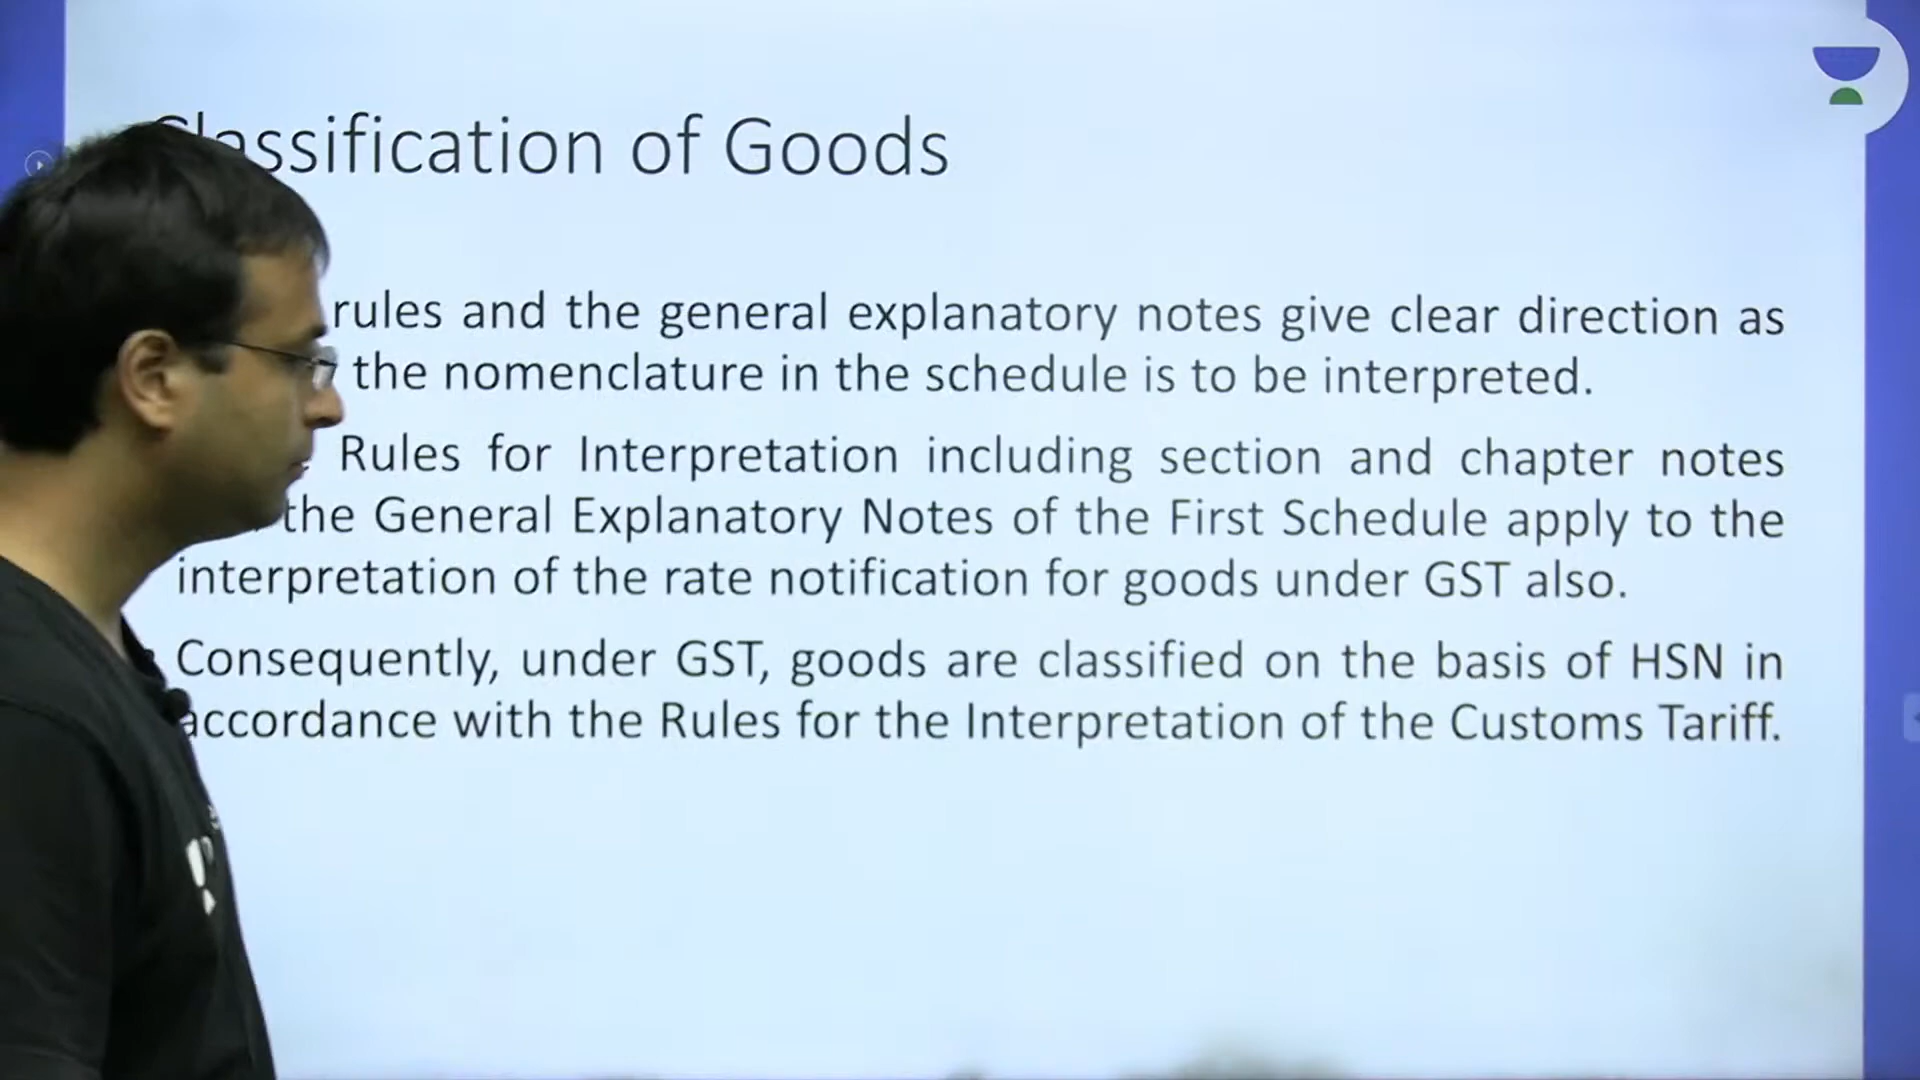 Classification of Goods
rules and the general explanatory notes give clear direction as
the nomenclature in the schedule is to be interpreted.
Rules for Interpretation including section and chapter notes
the General Explanatory Notes of the First Schedule apply to the
interpretation of the rate notification for goods under GST also.
Consequently, under GST, goods are classified on the basis of HSN in
accordance with the Rules for the Interpretation of the Customs Tariff.